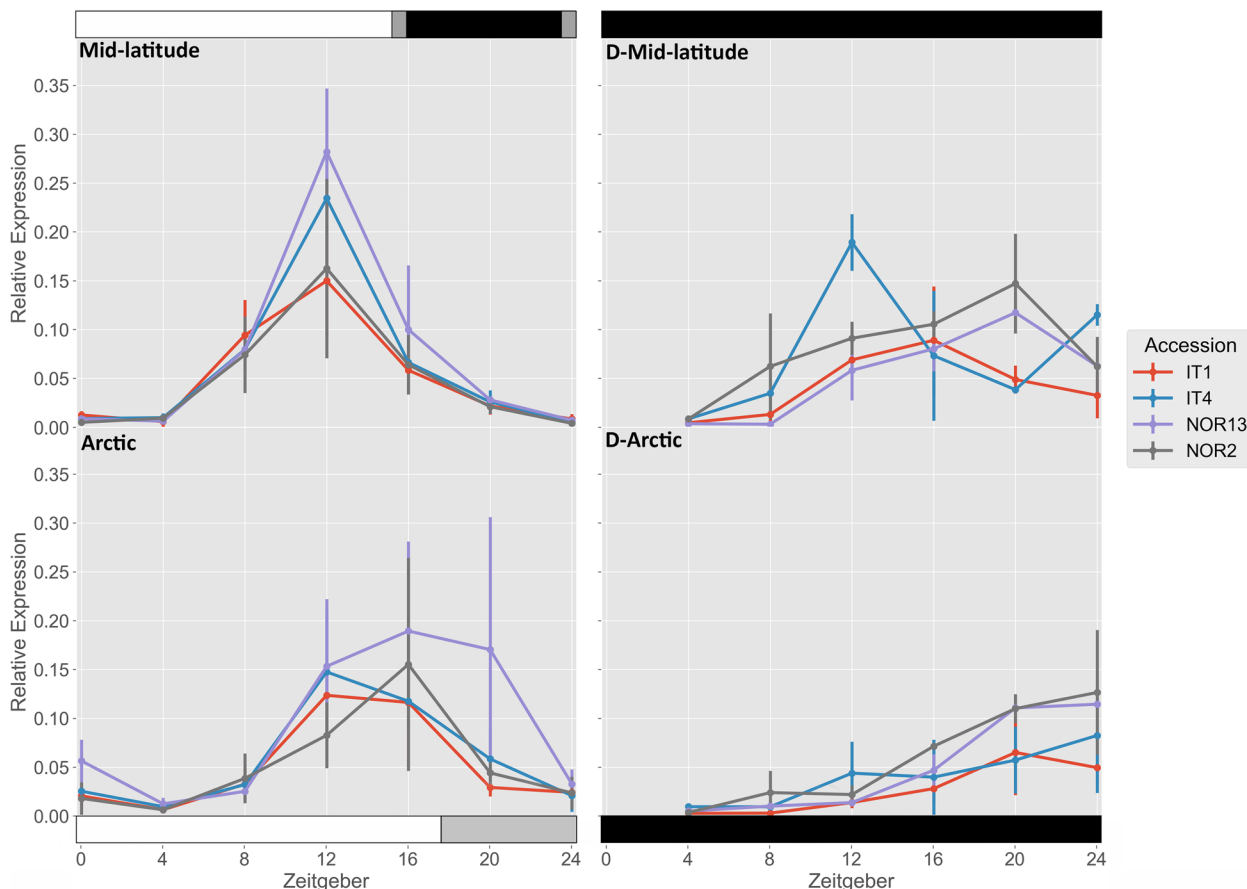 Mid-latitude
D-Mid-latitude
0.35
0.30
0.25
0.20
0.15
0.10
0.05
0.00
Relative Expression
Accession
IT1
IT4
NOR13
NOR2
Arctic
D-Arctic
0.35
0.30
0.25
0.20
0.15
0.10
0.05
0.00
Relative Expression
0 4 8 12 16 20 24
0 4 8 12 16 20 24
Zeitgeber
Zeitgeber